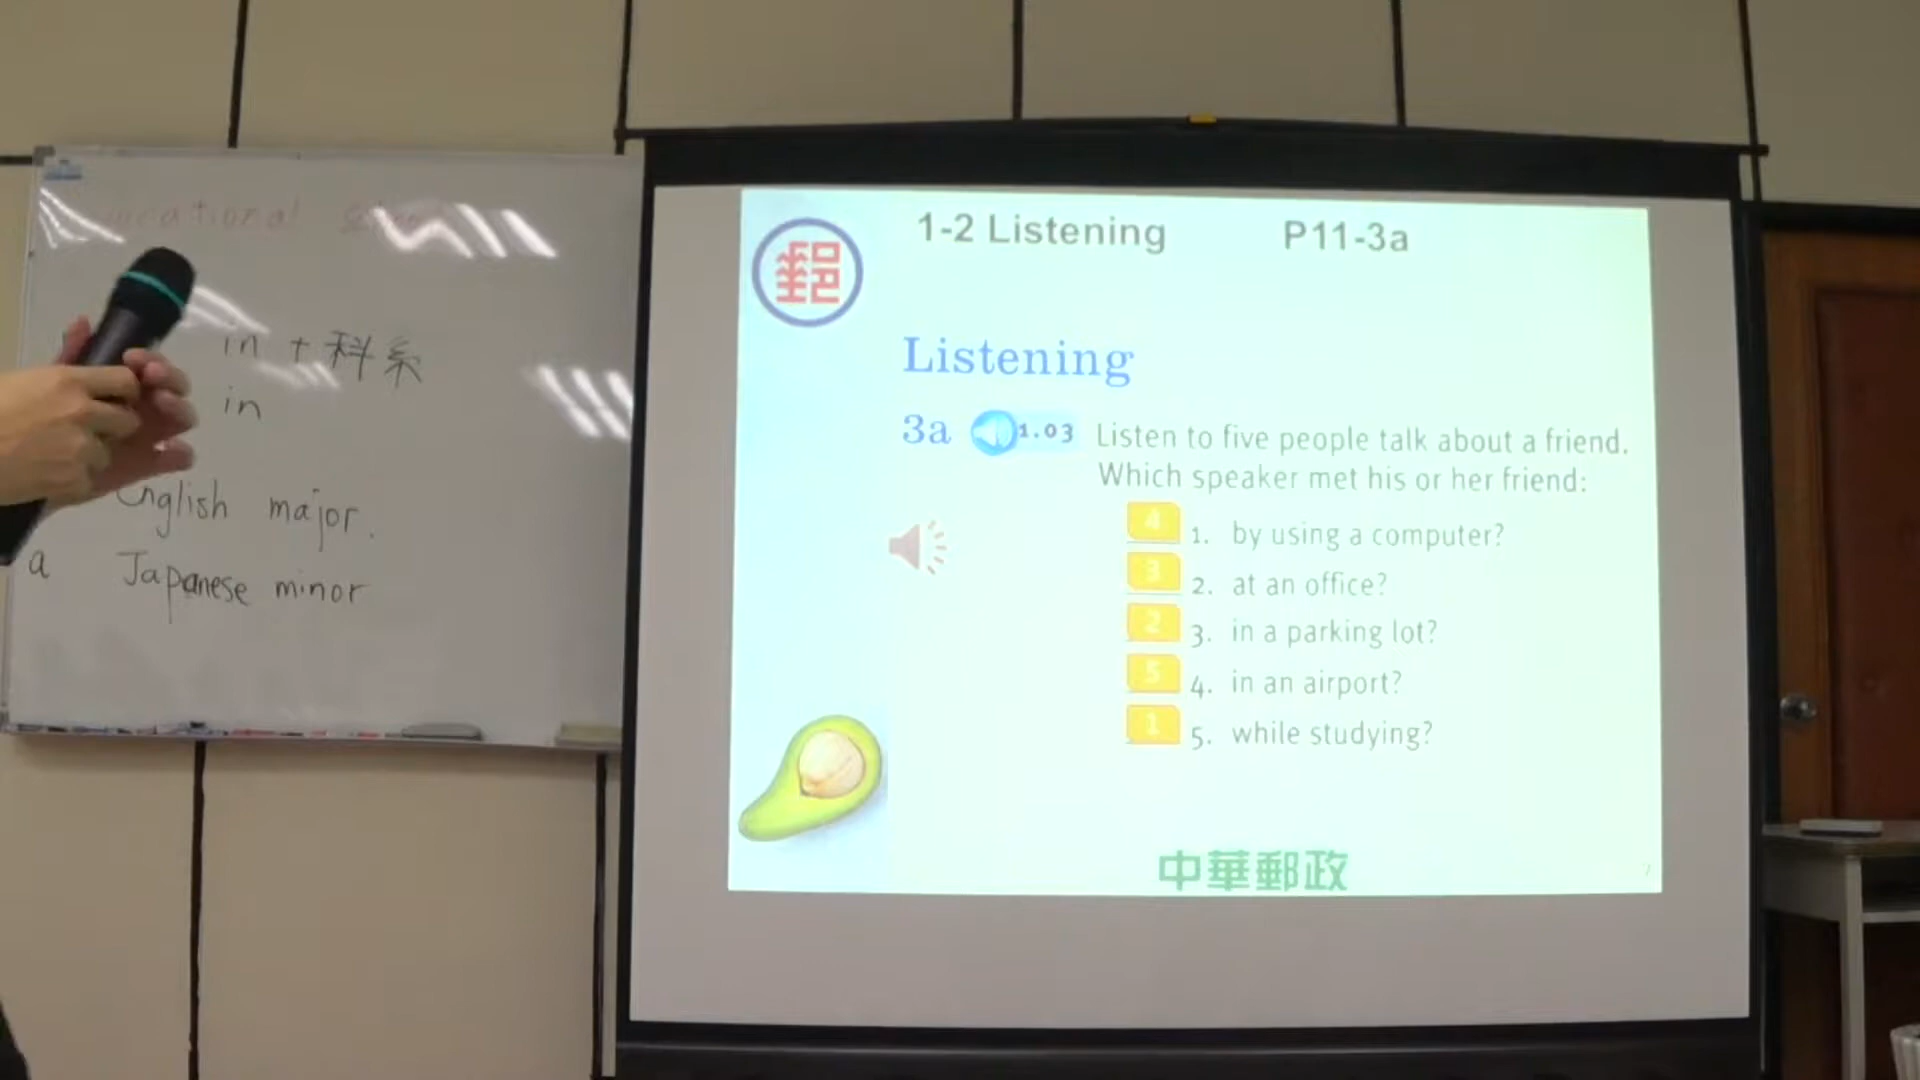 in + 科系
in
English major.
a Japanese minor
郵
1-2 Listening P11-3a
Listening
3a 1.03 Listen to five people talk about a friend.
Which speaker met his or her friend:
4 1. by using a computer?
3 2. at an office?
2 3. in a parking lot?
5 4. in an airport?
1 5. while studying?
中華郵政
7